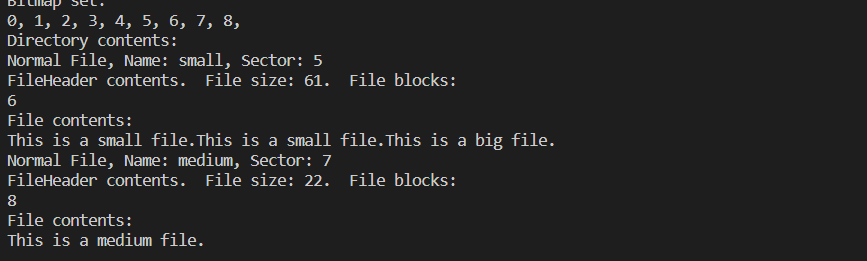 Bitmap set:
0, 1, 2, 3, 4, 5, 6, 7, 8,
Directory contents:
Normal File, Name: small, Sector: 5
FileHeader contents.  File size: 61.  File blocks:
6
File contents:
This is a small file.This is a small file.This is a big file.
Normal File, Name: medium, Sector: 7
FileHeader contents.  File size: 22.  File blocks:
8
File contents:
This is a medium file.